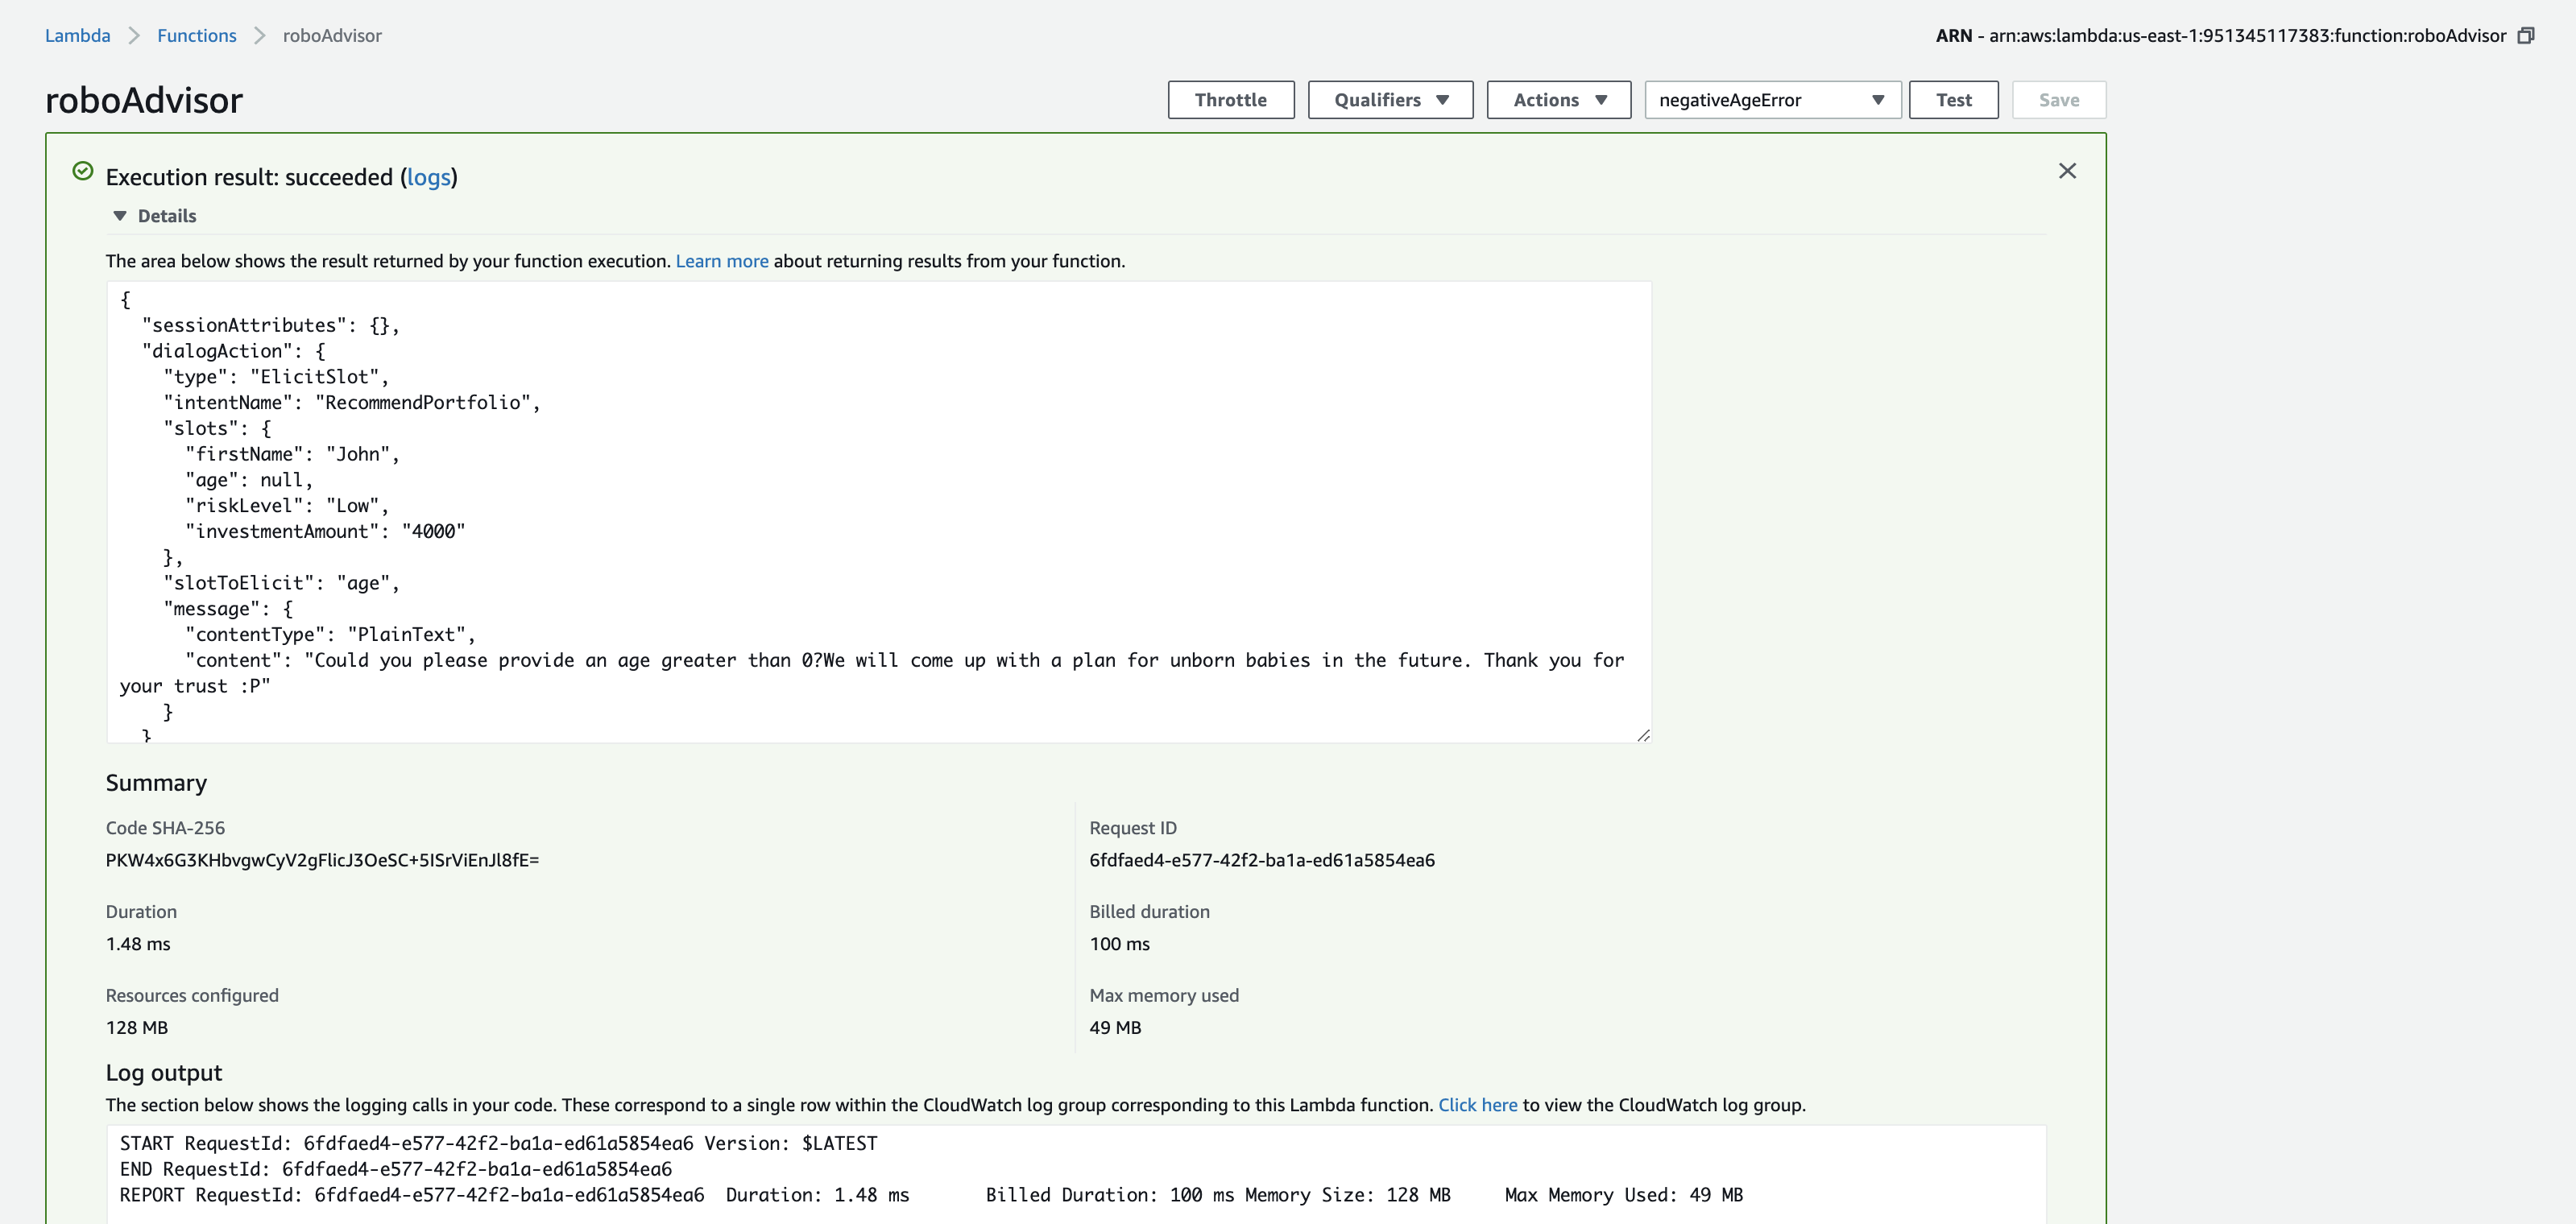 Lambda > Functions > roboAdvisor
ARN - arn:aws:lambda:us-east-1:951345117383:function:roboAdvisor
roboAdvisor
Throttle
Qualifiers
Actions
negativeAgeError
Test
Save
Execution result: succeeded (logs)
Details
The area below shows the result returned by your function execution. Learn more about returning results from your function.
{
  "sessionAttributes": {},
  "dialogAction": {
    "type": "ElicitSlot",
    "intentName": "RecommendPortfolio",
    "slots": {
      "firstName": "John",
      "age": null,
      "riskLevel": "Low",
      "investmentAmount": "4000"
    },
    "slotToElicit": "age",
    "message": {
      "contentType": "PlainText",
      "content": "Could you please provide an age greater than 0?We will come up with a plan for unborn babies in the future. Thank you for
your trust :P"
    }
  }
Summary
Code SHA-256
PKW4x6G3KHbvgwCyV2gFlicJ3OeSC+5ISrViEnJl8fE=
Request ID
6fdfaed4-e577-42f2-ba1a-ed61a5854ea6
Duration
1.48 ms
Billed duration
100 ms
Resources configured
128 MB
Max memory used
49 MB
Log output
The section below shows the logging calls in your code. These correspond to a single row within the CloudWatch log group corresponding to this Lambda function. Click here to view the CloudWatch log group.
START RequestId: 6fdfaed4-e577-42f2-ba1a-ed61a5854ea6 Version: $LATEST
END RequestId: 6fdfaed4-e577-42f2-ba1a-ed61a5854ea6
REPORT RequestId: 6fdfaed4-e577-42f2-ba1a-ed61a5854ea6  Duration: 1.48 ms       Billed Duration: 100 ms Memory Size: 128 MB     Max Memory Used: 49 MB